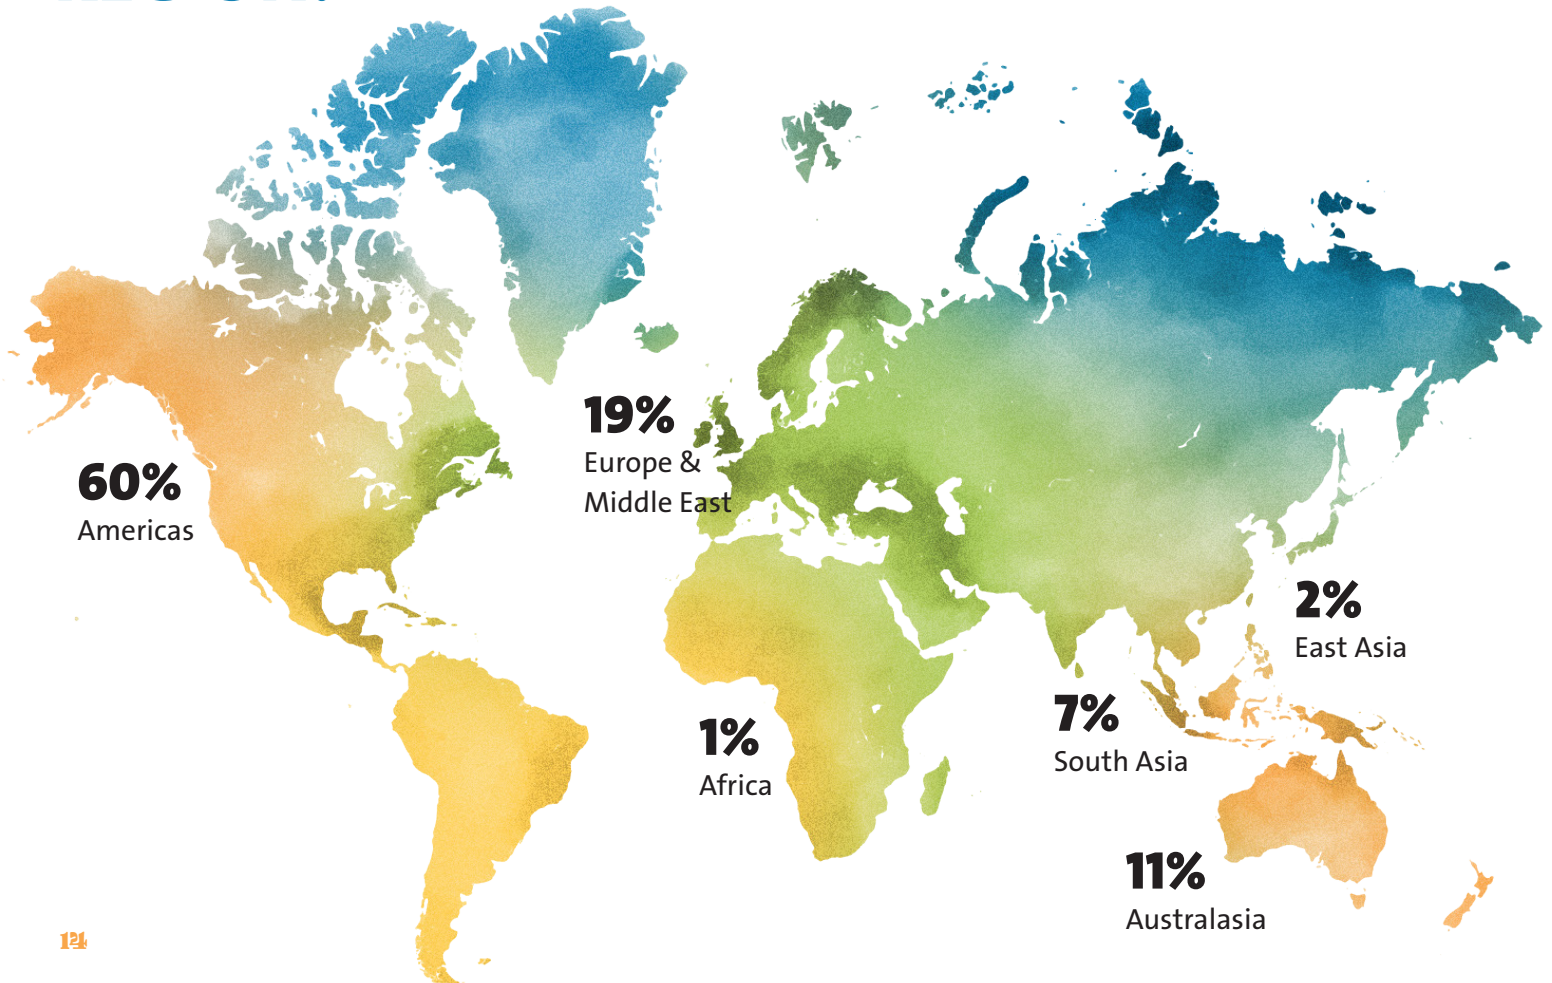 19%
Europe &
Middle East
60%
Americas
2%
East Asia
7%
South Asia
1%
Africa
11%
Australasia